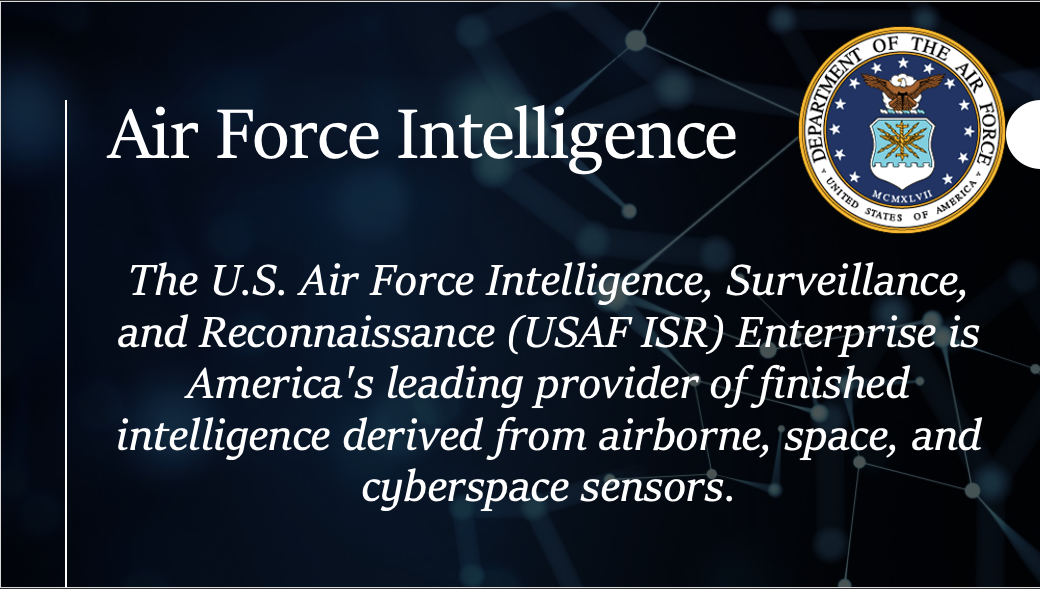 Air Force Intelligence
DEPARTMENT OF THE AIR FORCE
MCMXLVII
UNITED STATES OF AMERICA
The U.S. Air Force Intelligence, Surveillance,
and Reconnaissance (USAF ISR) Enterprise is
America's leading provider of finished
intelligence derived from airborne, space, and
cyberspace sensors.